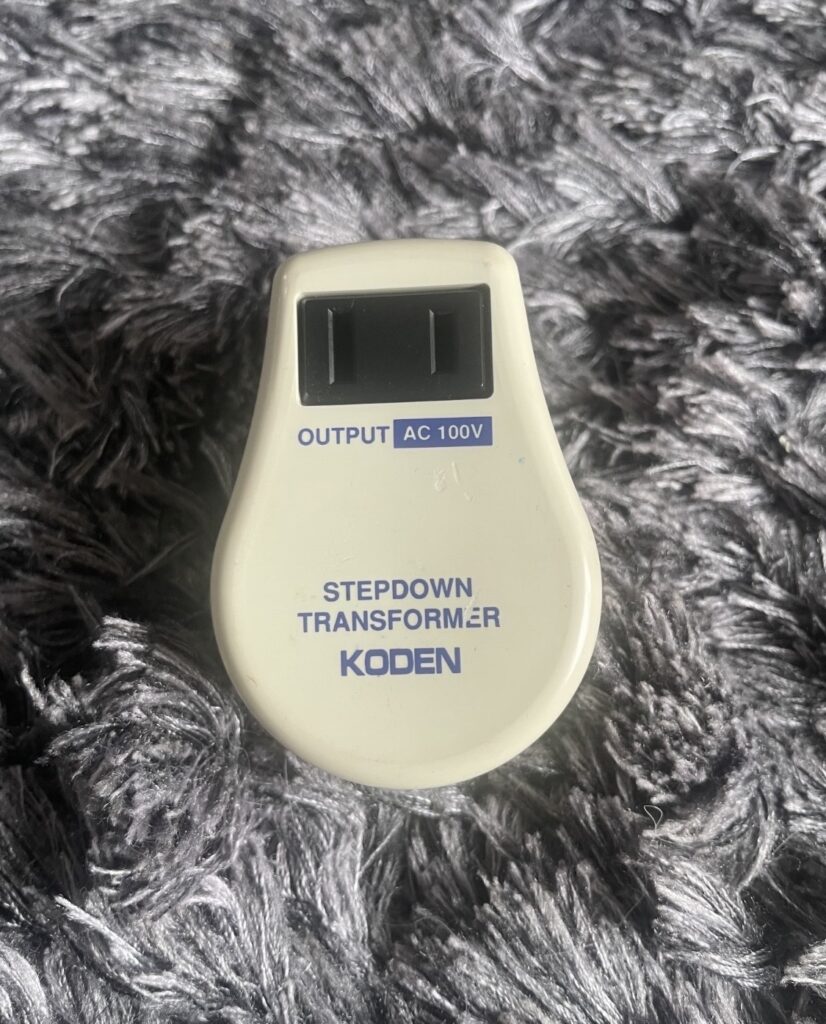 OUTPUT AC 100V
STEPDOWN
TRANSFORMER
KODEN